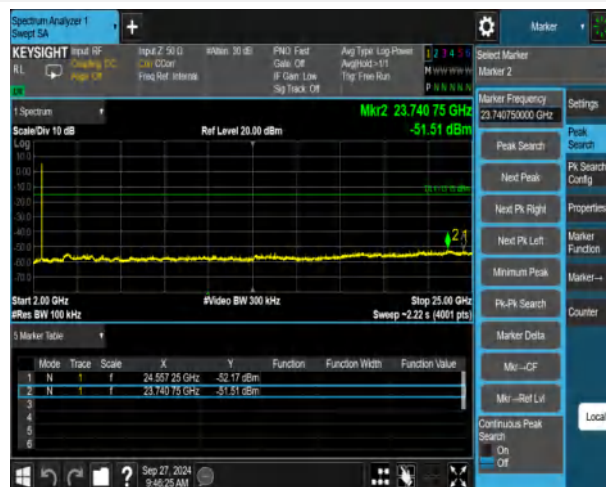 Spectrum Analyzer 1
Swept SA
+
Marker
KEYSIGHT Input: RF Input Z: 50 Ω #Atten: 30 dB PNO: Fast Avg Type: Log-Power 1 2 3 4 5 6
RL Coupling: DC Corr CCorr Gate: Off Avg|Hold:>1/1 M W W W W W
Align: Off Freq Ref: Internal IF Gain: Low Trig: Free Run
Sig Track: Off P N N N N N
Select Marker
Marker 2
1 Spectrum
Mkr2 23.740 75 GHz
Scale/Div 10 dB Ref Level 20.00 dBm -51.51 dBm
Log
10.0
0.00
-10.0
-20.0
-30.0
-40.0
-50.0
-60.0
-70.0
2
1
Start 2.00 GHz #Video BW 300 kHz Stop 25.00 GHz
#Res BW 100 kHz Sweep ~2.22 s (4001 pts)
5 Marker Table
Mode Trace Scale X Y Function Function Width Function Value
1 N 1 f 24.557 25 GHz -52.17 dBm
2 N 1 f 23.740 75 GHz -51.51 dBm
3
4
5
6
Marker Frequency
23.740750000 GHz
Peak Search
Next Peak
Next Pk Right
Next Pk Left
Minimum Peak
Pk-Pk Search
Marker Delta
Mkr→CF
Mkr→Ref Lvl
Continuous Peak
Search
On
Off
Settings
Peak
Search
Pk Search
Config
Properties
Marker
Function
Marker→
Counter
Local
?
Sep 27, 2024
9:46:25 AM